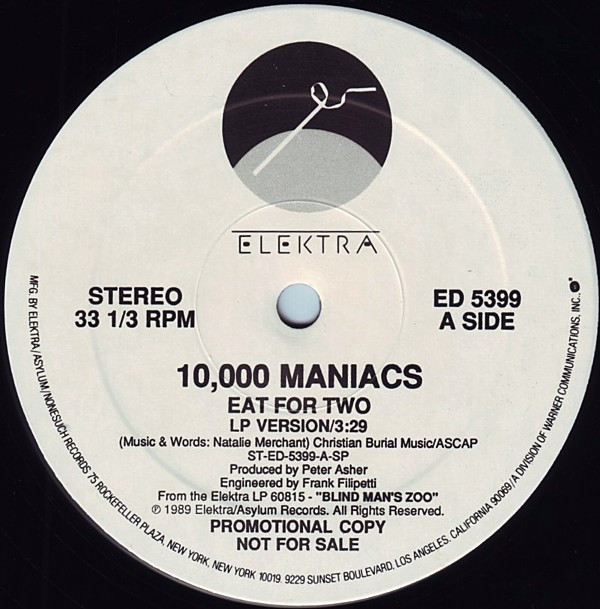 ELEKTRA
STEREO
33 1/3 RPM
ED 5399
A SIDE
10,000 MANIACS
EAT FOR TWO
LP VERSION/3:29
(Music & Words: Natalie Merchant) Christian Burial Music/ASCAP
ST-ED-5399-A-SP
Produced by Peter Asher
Engineered by Frank Filipetti
From the Elektra LP 60815 - "BLIND MAN'S ZOO"
℗ 1989 Elektra/Asylum Records. All Rights Reserved.
PROMOTIONAL COPY
NOT FOR SALE
MFG. BY ELEKTRA/ASYLUM/NONESUCH RECORDS 75 ROCKEFELLER PLAZA, NEW YORK, NEW YORK 10019. 9229 SUNSET BOULEVARD, LOS ANGELES, CALIFORNIA 90069/A DIVISION OF WARNER COMMUNICATIONS, INC.,